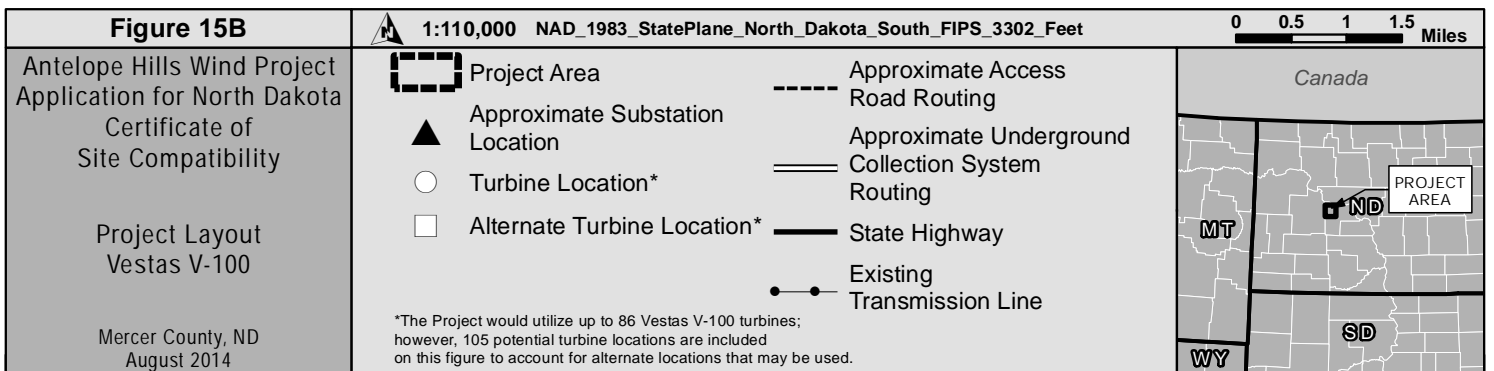 Figure 15B
Antelope Hills Wind Project
Application for North Dakota
Certificate of
Site Compatibility
Project Layout
Vestas V-100
Mercer County, ND
August 2014
N
1:110,000 NAD_1983_StatePlane_North_Dakota_South_FIPS_3302_Feet
0 0.5 1 1.5
Miles
Project Area
Approximate Substation
Location
Turbine Location*
Alternate Turbine Location*
Approximate Access
Road Routing
Approximate Underground
Collection System
Routing
State Highway
Existing
Transmission Line
*The Project would utilize up to 86 Vestas V-100 turbines;
however, 105 potential turbine locations are included
on this figure to account for alternate locations that may be used.
Canada
PROJECT
AREA
ND
MT
SD
WY